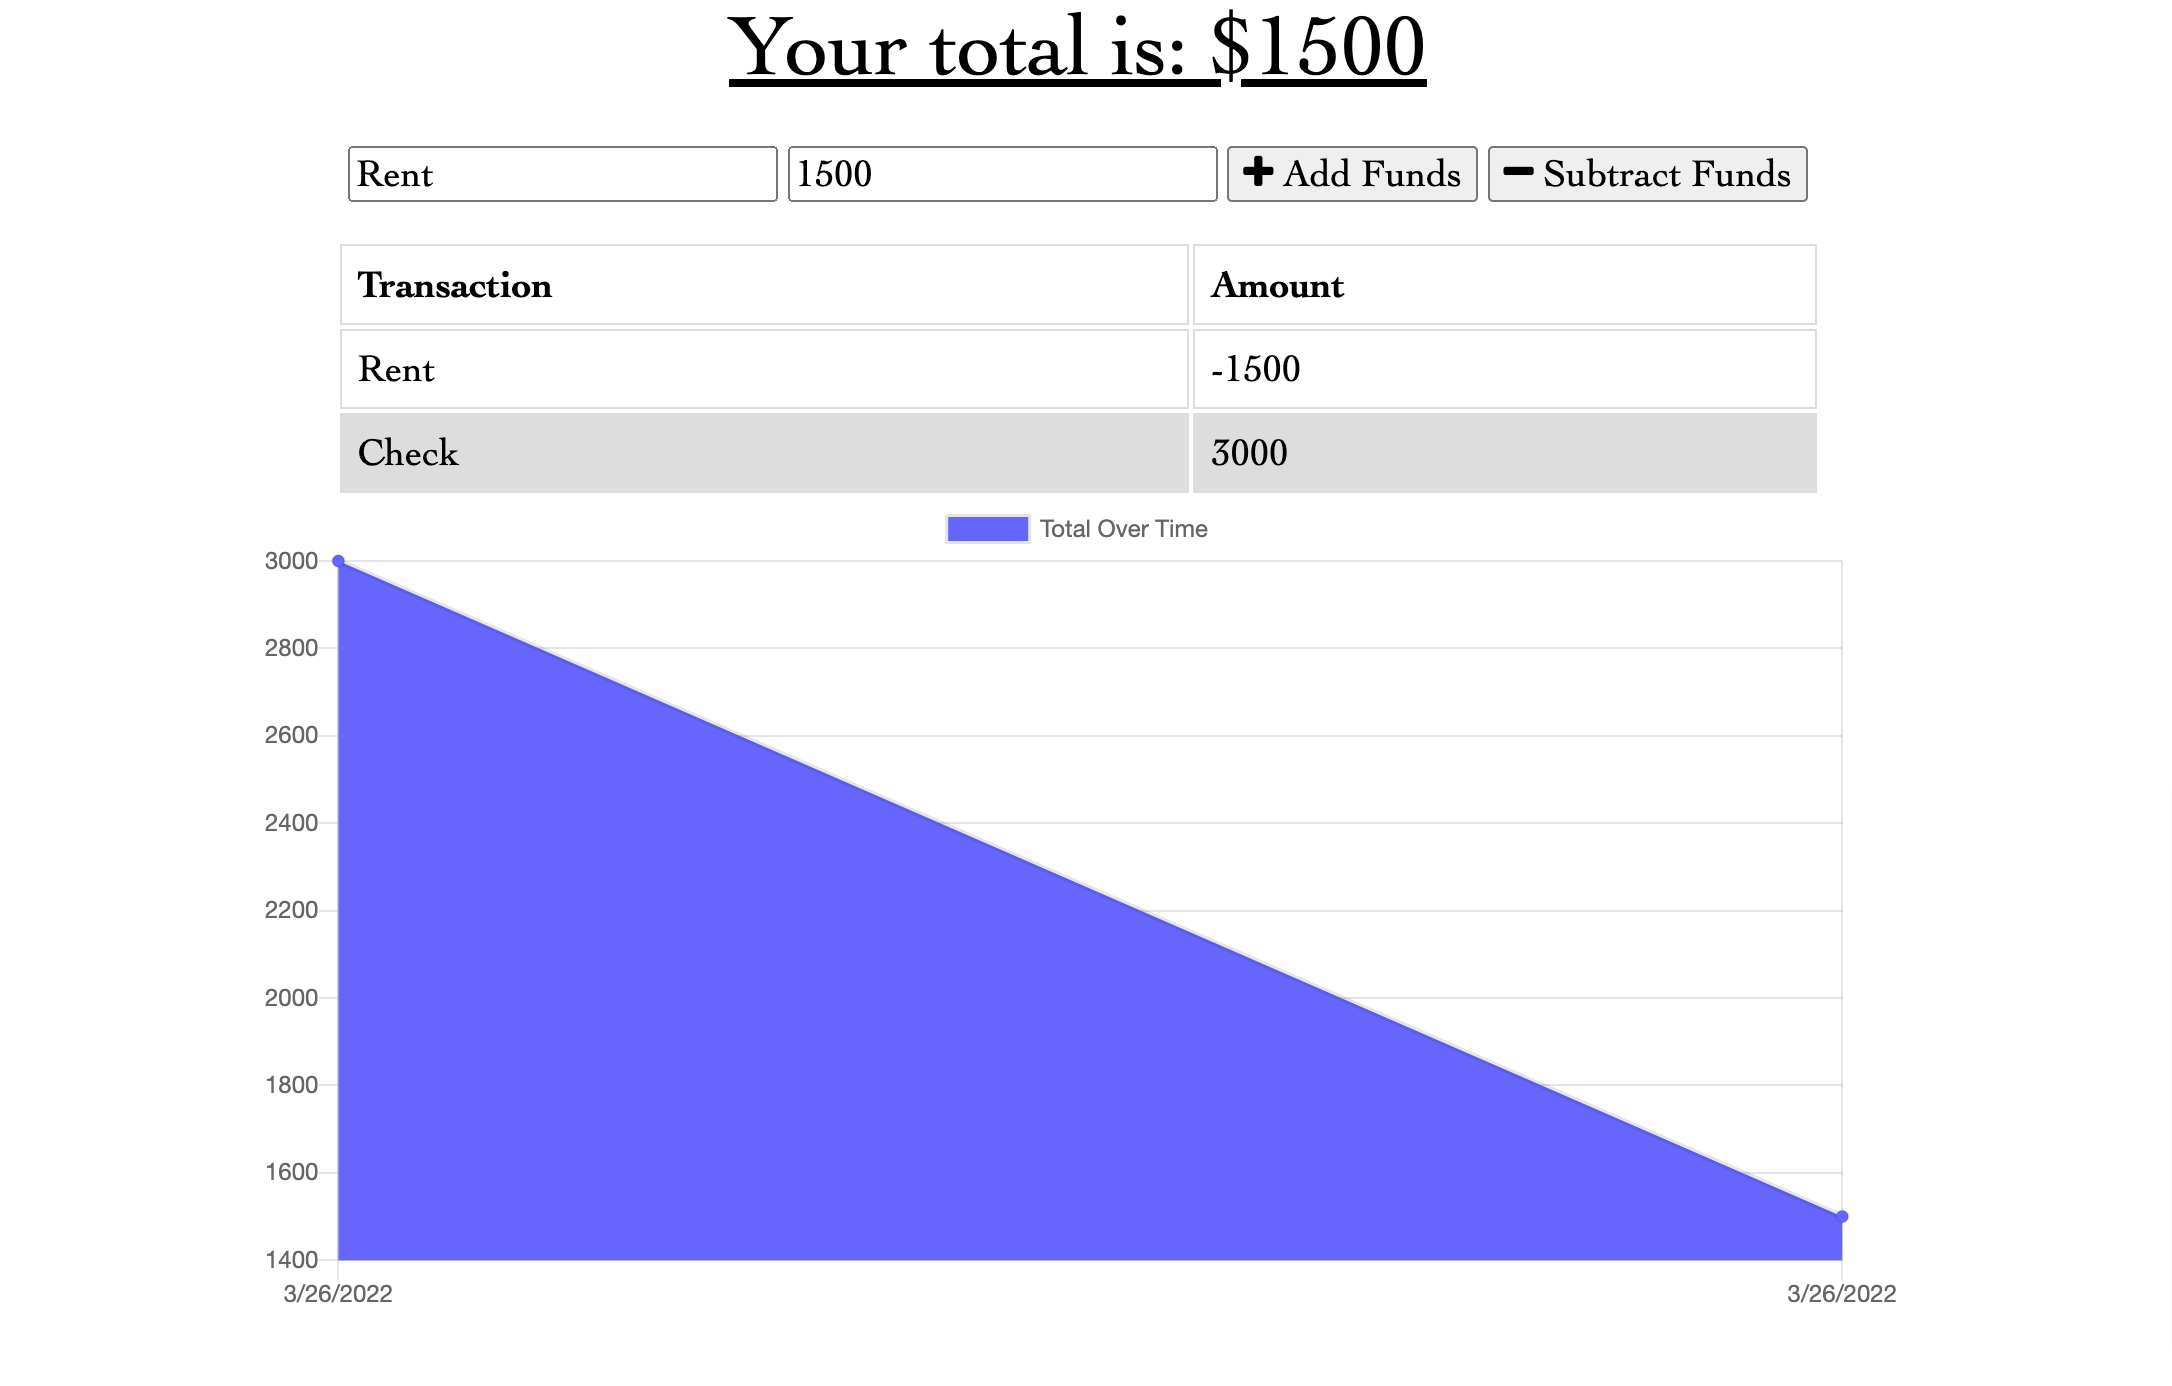 Your total is: $1500
Rent 1500 Add Funds Subtract Funds
Transaction Amount
Rent -1500
Check 3000
Total Over Time
3000
2800
2600
2400
2200
2000
1800
1600
1400
3/26/2022 3/26/2022